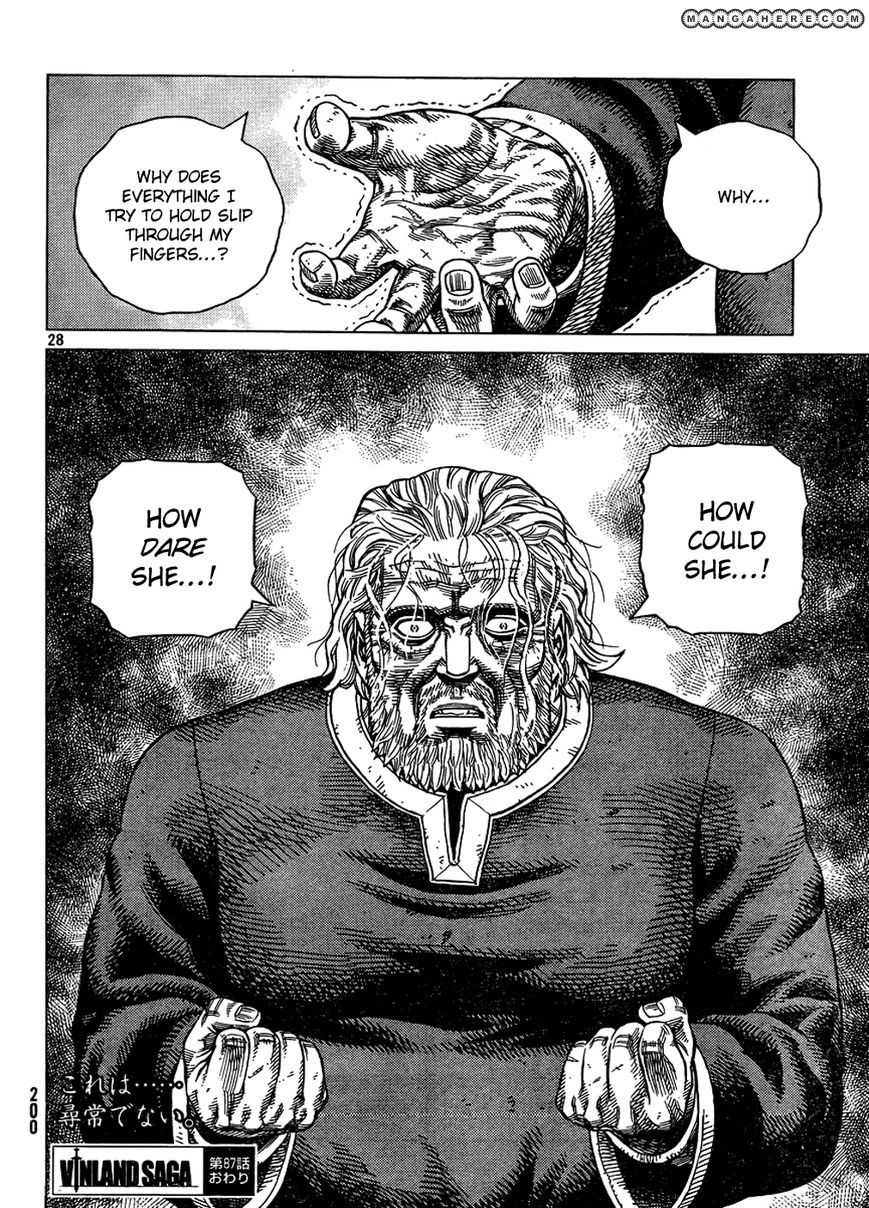 MANGAHERE.COM
WHY...
WHY DOES
EVERYTHING I
TRY TO HOLD SLIP
THROUGH MY
FINGERS...?
28
HOW
COULD
SHE...!
HOW
DARE
SHE...!
これは……
尋常でない。
200
VINLAND SAGA
第87話
おわり